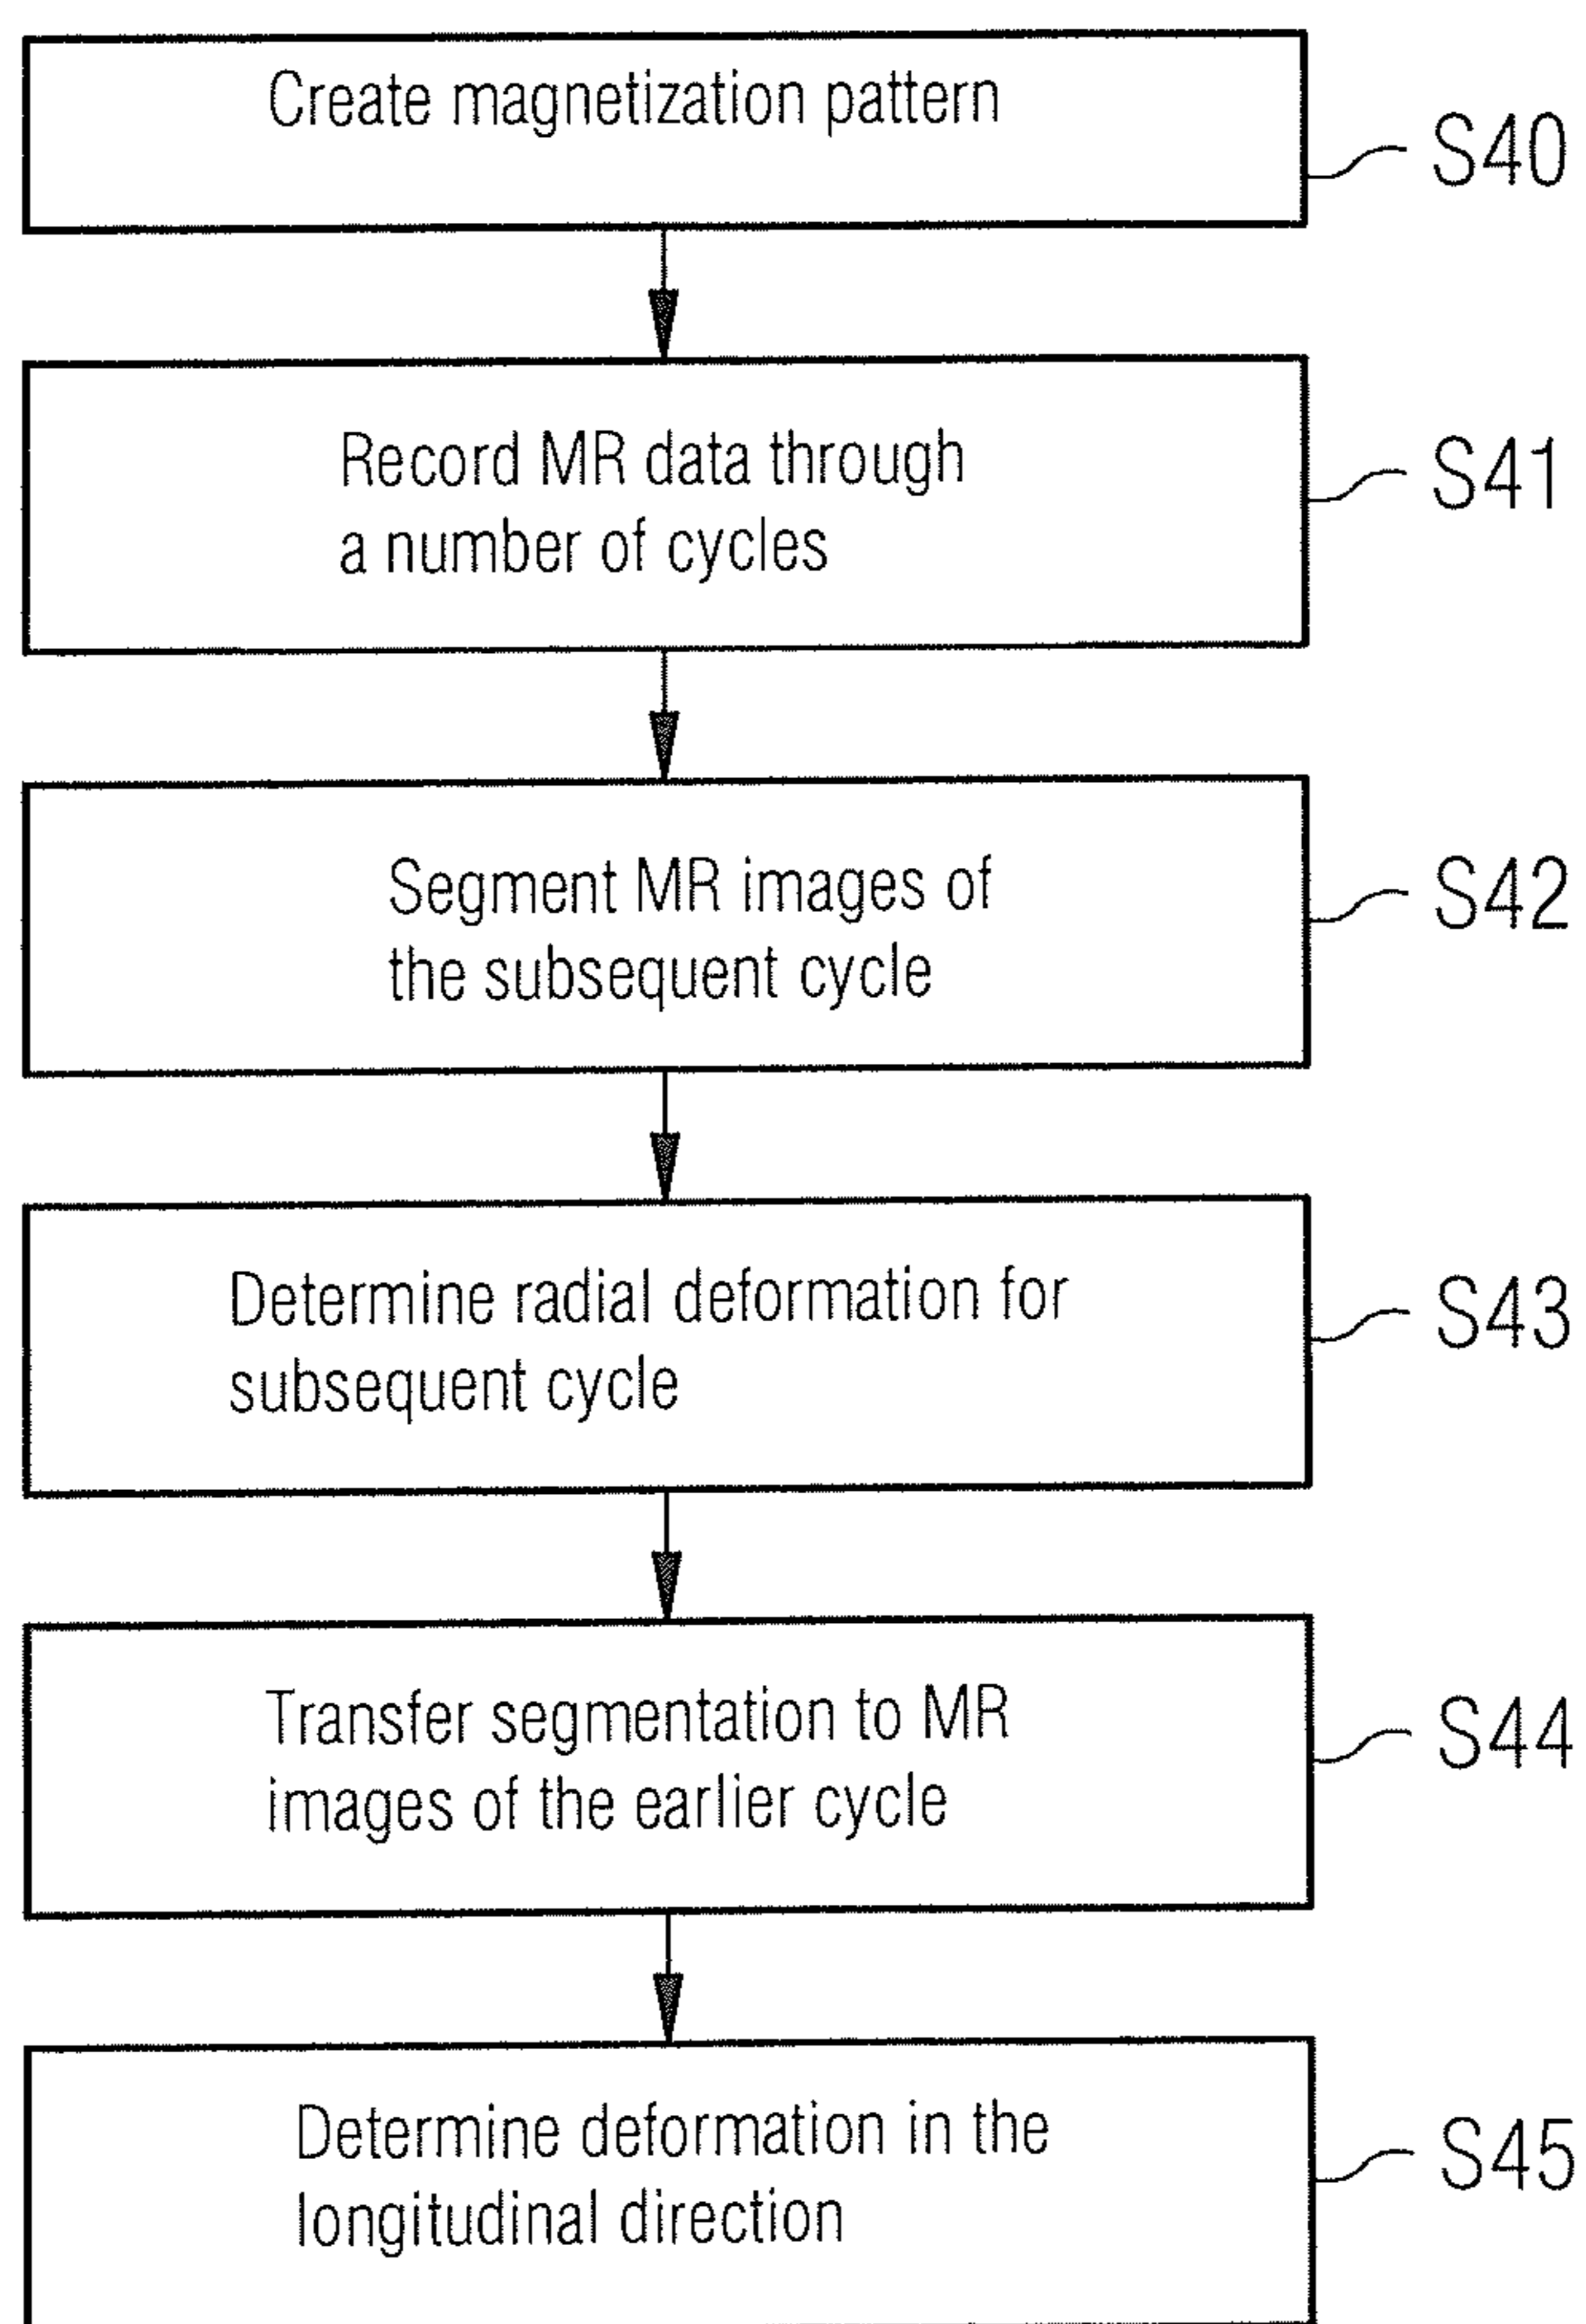 Create magnetization pattern
S40
Record MR data through
a number of cycles
S41
Segment MR images of
the subsequent cycle
S42
Determine radial deformation for
subsequent cycle
S43
Transfer segmentation to MR
images of the earlier cycle
S44
Determine deformation in the
longitudinal direction
S45